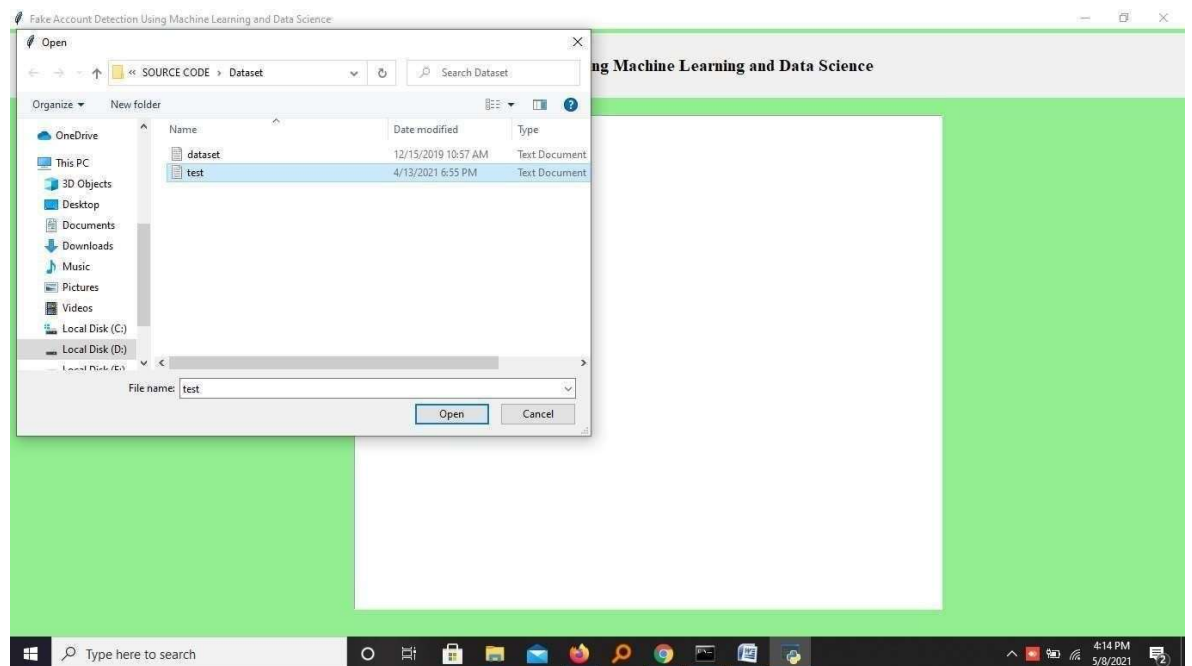 Fake Account Detection Using Machine Learning and Data Science
Open
ng Machine Learning and Data Science
« SOURCE CODE › Dataset
Search Dataset
Organize
New folder
Name
Date modified
Type
OneDrive
This PC
3D Objects
Desktop
Documents
Downloads
Music
Pictures
Videos
Local Disk (C:)
Local Disk (D:)
dataset 12/15/2019 10:57 AM Text Document
test 4/13/2021 6:55 PM Text Document
File name: test
Open
Cancel
Type here to search
4:14 PM
5/8/2021
2